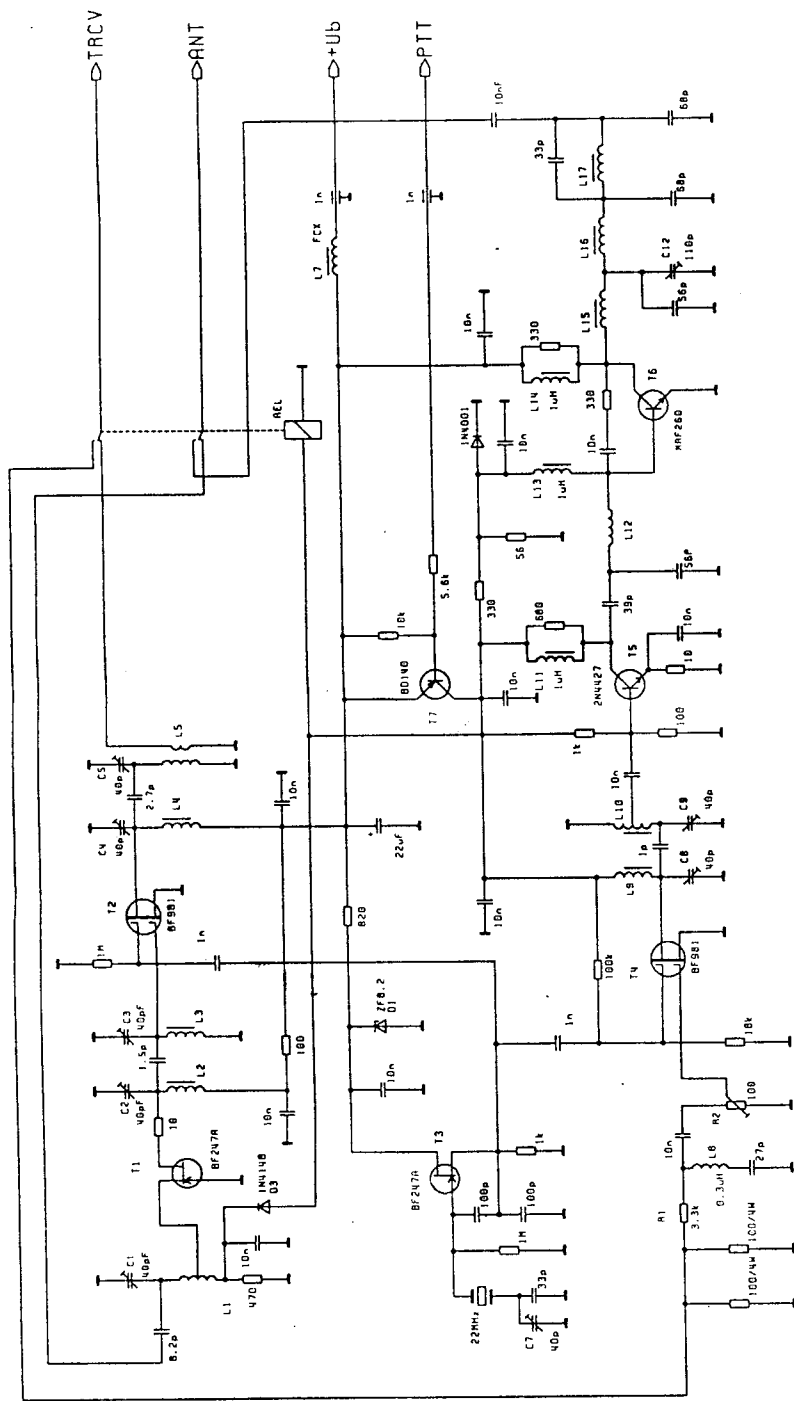 TRCV
ANT
+Ub
PTT
10nF
68p
33p
L17
68p
1n
1n
FCX
L7
L16
C12
110p
56p
L15
10n
330
L14
1uH
330
T6
MRF260
REL
1N4001
10n
10n
L13
1uH
56
L12
5.6k
330
56P
39p
10k
680
T5
10n
BD140
L11
1uH
2N4427
10
T7
10n
1k
100
L5
C5
40p
2.7p
L4
C4
40p
10n
10n
L10
C9
40p
1p
22uF
+
L9
C8
40p
T2
BF981
820
10n
1M
1n
100k
T4
BF981
C3
40pF
L3
ZF8.2
D1
1n
18k
1.5p
L2
100
C2
40pF
10n
10n
10
T1
BF247A
T3
BF247A
1k
R2
100
10n
1N4148
D3
100p
100p
L8
0.3uH
27p
C1
40pF
10n
1M
R1
3.3k
L1
470
22MHz
33p
C7
40p
100/4W
100/4W
8.2p